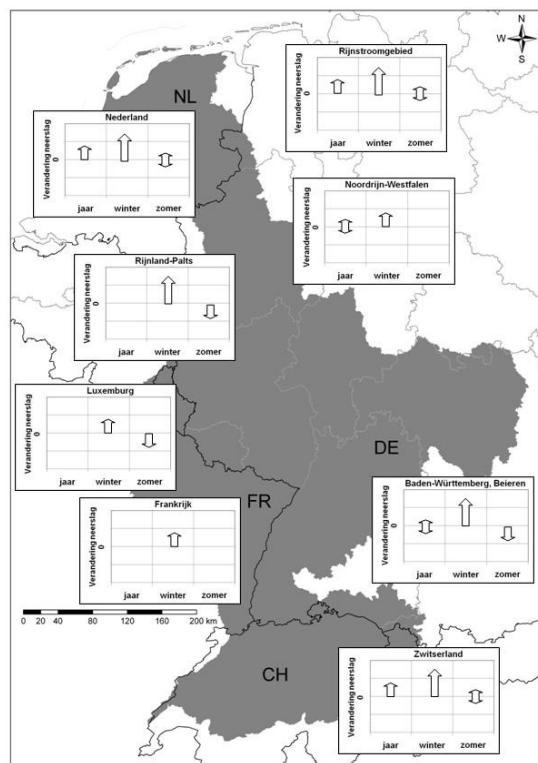 N
W
S
Rijnstroomgebied
Verandering neerslag
0
jaar winter zomer
NL
Nederland
Verandering neerslag
0
jaar winter zomer
Noordrijn-Westfalen
Verandering neerslag
0
jaar winter zomer
Rijnland-Palts
Verandering neerslag
0
jaar winter zomer
Luxemburg
Verandering neerslag
0
jaar winter zomer
DE
Baden-Württemberg, Beieren
Verandering neerslag
0
jaar winter zomer
FR
Frankrijk
Verandering neerslag
0
jaar winter zomer
0 20 40 80 120 160 200
km
CH
Zwitserland
Verandering neerslag
0
jaar winter zomer